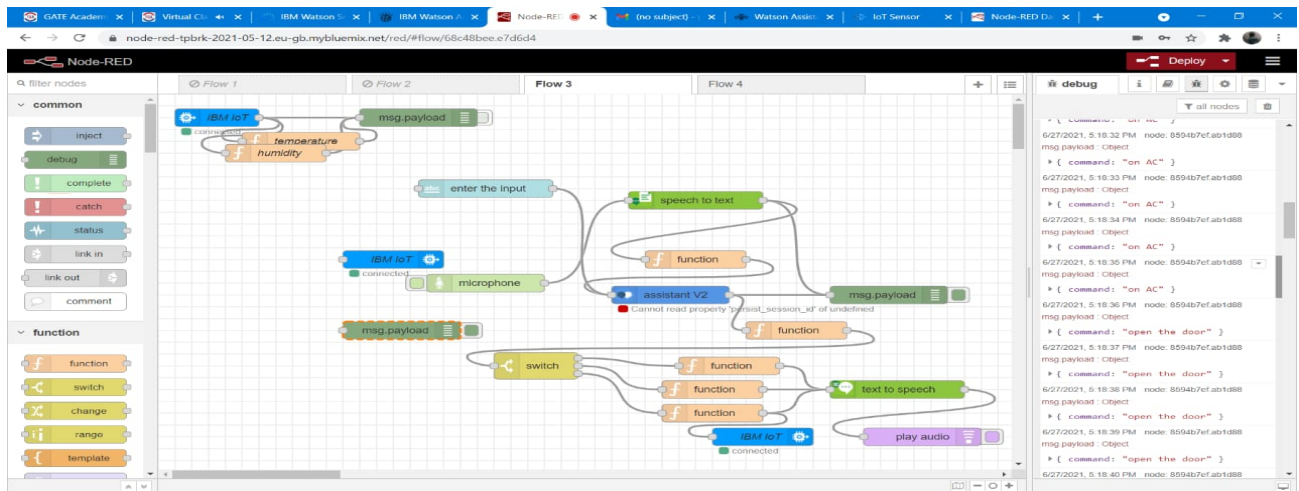 GATE Academ
Virtual Cl
IBM Watson S
IBM Watson A
Node-RED
(no subject) -
Watson Assist
IoT Sensor
Node-RED Da
node-red-tpbrk-2021-05-12.eu-gb.mybluemix.net/red/#flow/68c48bee.e7d6d4
Node-RED
Deploy
filter nodes
Flow 1
Flow 2
Flow 3
Flow 4
debug
all nodes
common
inject
debug
complete
catch
status
link in
link out
comment
function
function
switch
change
range
template
IBM IoT
connected
msg.payload
temperature
humidity
abc
enter the input
speech to text
function
IBM IoT
connected
microphone
assistant V2
Cannot read property 'persist_session_id' of undefined
msg.payload
msg.payload
function
switch
function
function
function
text to speech
IBM IoT
connected
play audio
{ command: "on AC" }
6/27/2021, 5:18:32 PM node: 8594b7ef.ab1d88
msg.payload : Object
{ command: "on AC" }
6/27/2021, 5:18:33 PM node: 8594b7ef.ab1d88
msg.payload : Object
{ command: "on AC" }
6/27/2021, 5:18:34 PM node: 8594b7ef.ab1d88
msg.payload : Object
{ command: "on AC" }
6/27/2021, 5:18:35 PM node: 8594b7ef.ab1d88
msg.payload : Object
{ command: "on AC" }
6/27/2021, 5:18:36 PM node: 8594b7ef.ab1d88
msg.payload : Object
{ command: "open the door" }
6/27/2021, 5:18:37 PM node: 8594b7ef.ab1d88
msg.payload : Object
{ command: "open the door" }
6/27/2021, 5:18:38 PM node: 8594b7ef.ab1d88
msg.payload : Object
{ command: "open the door" }
6/27/2021, 5:18:39 PM node: 8594b7ef.ab1d88
msg.payload : Object
{ command: "open the door" }
6/27/2021, 5:18:40 PM node: 8594b7ef.ab1d88